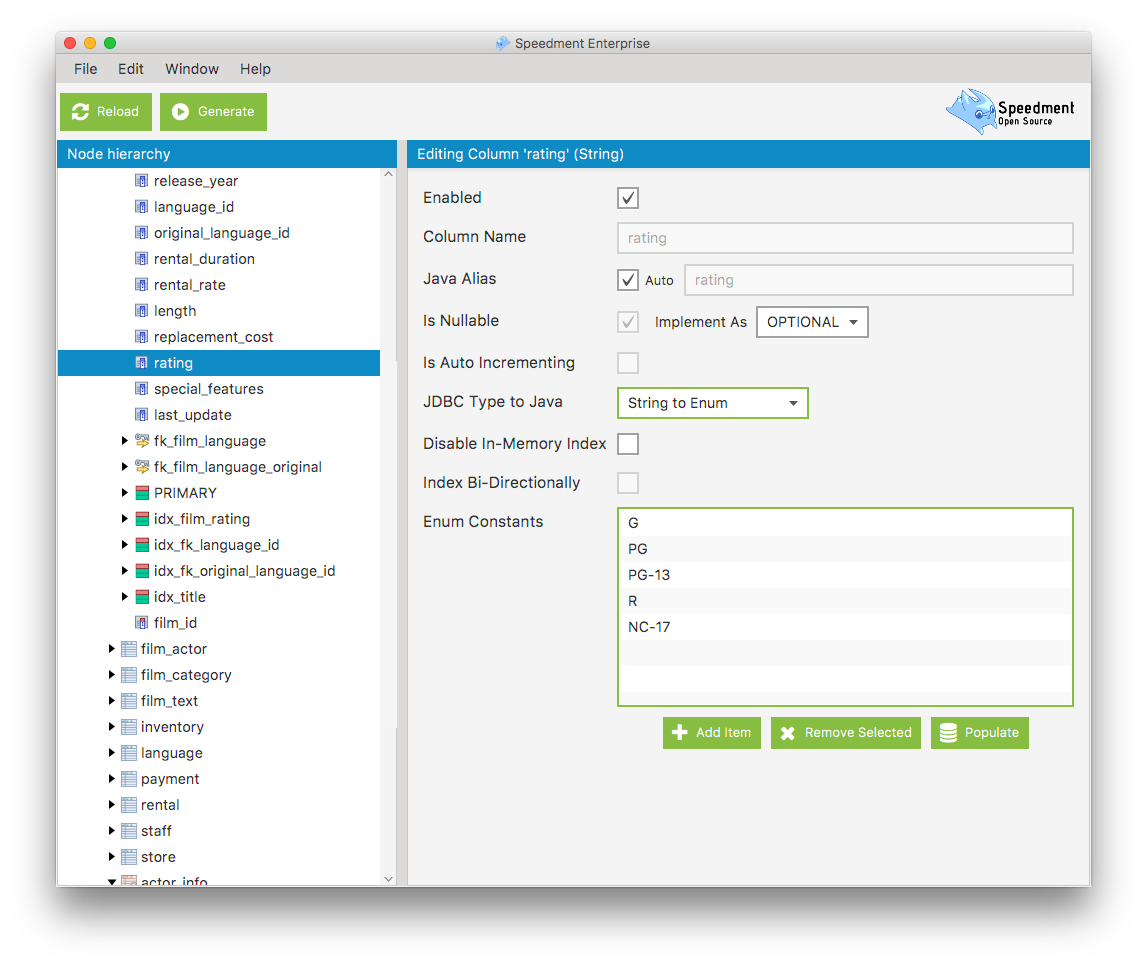 Speedment Enterprise
File Edit Window Help
Reload Generate
Speedment
Open Source
Node hierarchy
release_year
language_id
original_language_id
rental_duration
rental_rate
length
replacement_cost
rating
special_features
last_update
fk_film_language
fk_film_language_original
PRIMARY
idx_film_rating
idx_fk_language_id
idx_fk_original_language_id
idx_title
film_id
film_actor
film_category
film_text
inventory
language
payment
rental
staff
store
actor_info
Editing Column 'rating' (String)
Enabled
Column Name rating
Java Alias Auto rating
Is Nullable Implement As OPTIONAL
Is Auto Incrementing
JDBC Type to Java String to Enum
Disable In-Memory Index
Index Bi-Directionally
Enum Constants
G
PG
PG-13
R
NC-17
Add Item Remove Selected Populate